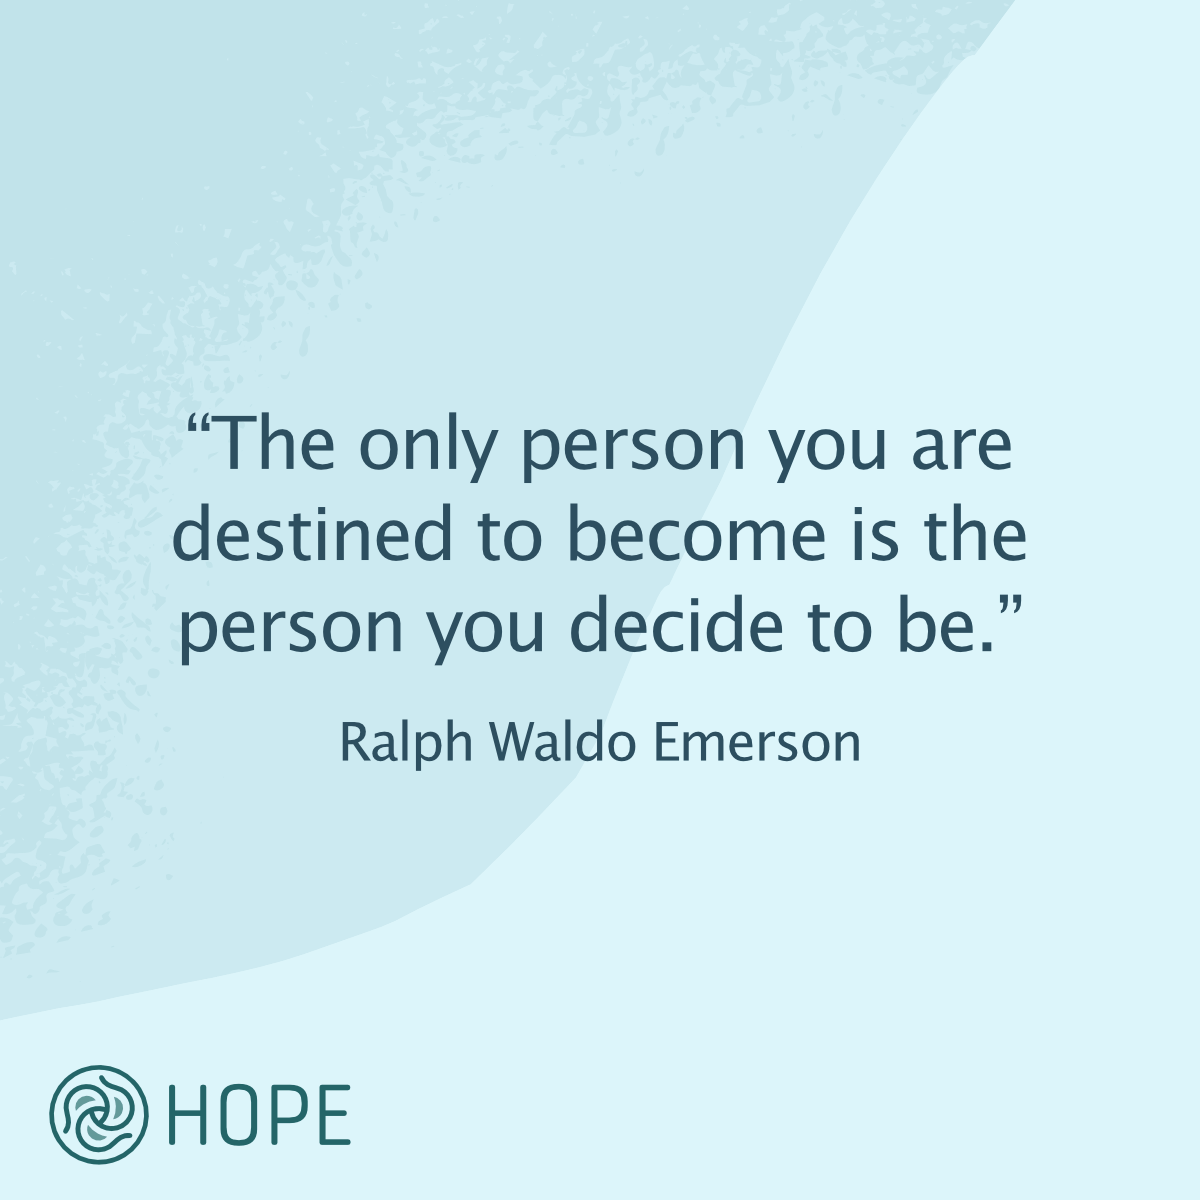 “The only person you are
destined to become is the
person you decide to be.”
Ralph Waldo Emerson
HOPE